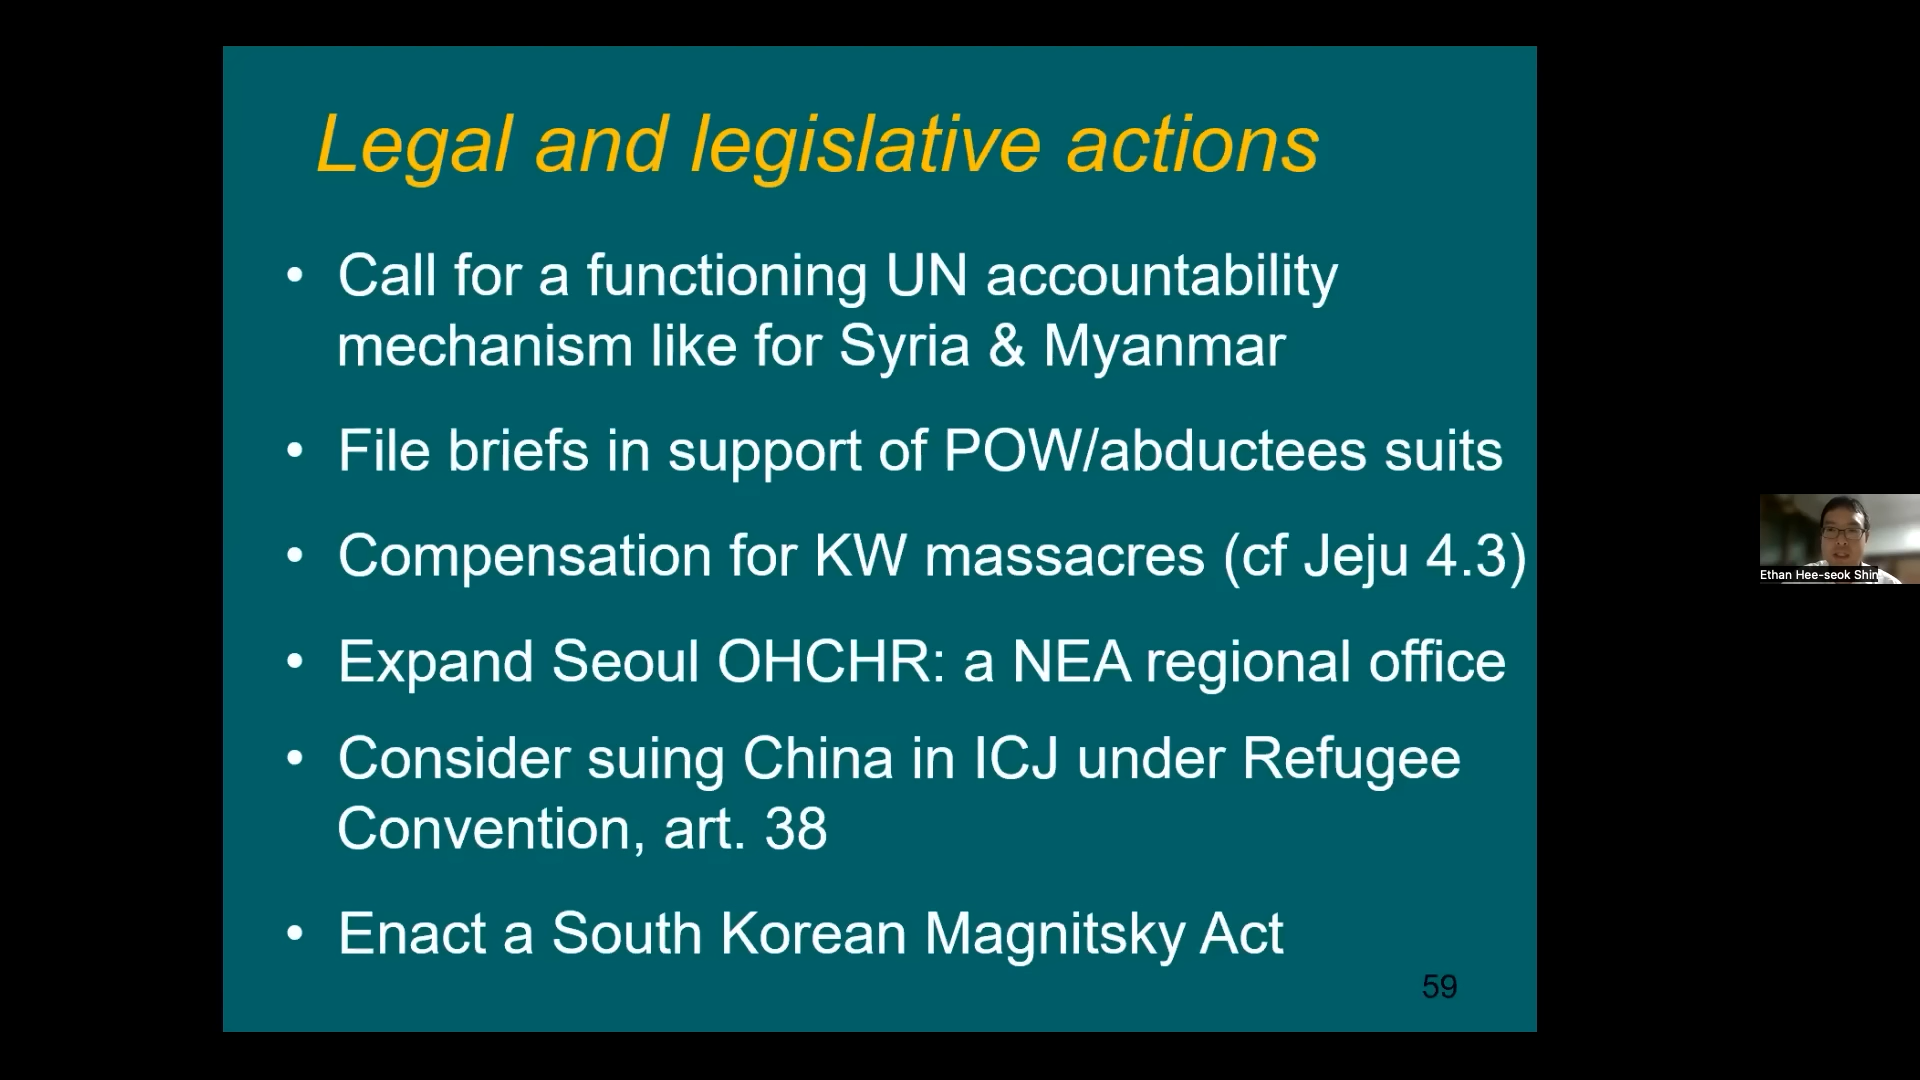 Legal and legislative actions
• Call for a functioning UN accountability
mechanism like for Syria & Myanmar
• File briefs in support of POW/abductees suits
• Compensation for KW massacres (cf Jeju 4.3)
• Expand Seoul OHCHR: a NEA regional office
• Consider suing China in ICJ under Refugee
Convention, art. 38
• Enact a South Korean Magnitsky Act
59
Ethan Hee-seok Shin